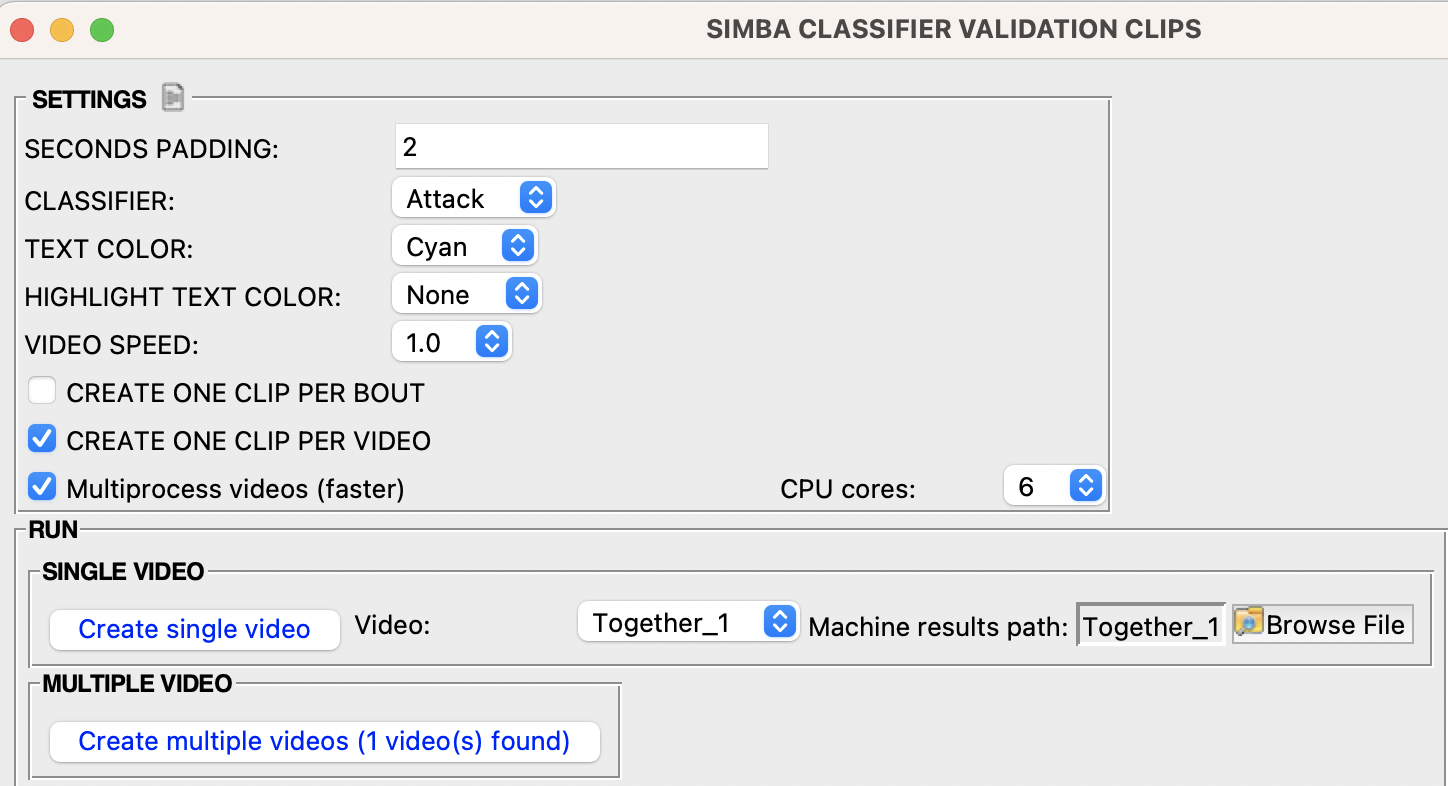 SIMBA CLASSIFIER VALIDATION CLIPS
SETTINGS
SECONDS PADDING: 2
CLASSIFIER: Attack
TEXT COLOR: Cyan
HIGHLIGHT TEXT COLOR: None
VIDEO SPEED: 1.0
CREATE ONE CLIP PER BOUT
CREATE ONE CLIP PER VIDEO
Multiprocess videos (faster) CPU cores: 6
RUN
SINGLE VIDEO
Create single video Video: Together_1 Machine results path: Together_1 Browse File
MULTIPLE VIDEO
Create multiple videos (1 video(s) found)